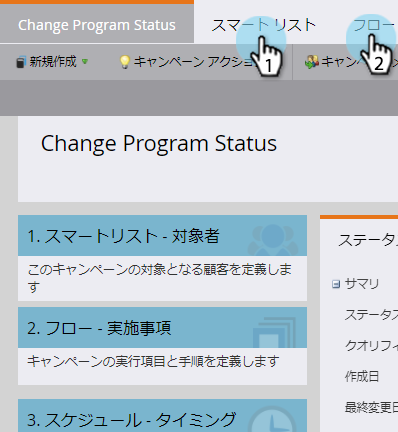 Change Program Status スマート リスト フロー
1 2
新規作成 キャンペーン アクショ キャンペ
Change Program Status
1. スマートリスト - 対象者
このキャンペーンの対象となる顧客を定義しま
す
2. フロー - 実施事項
キャンペーンの実行項目と手順を定義します
3. スケジュール - タイミング
ステータ
サマリ
ステータス
クオリフィ
作成日
最終変更日